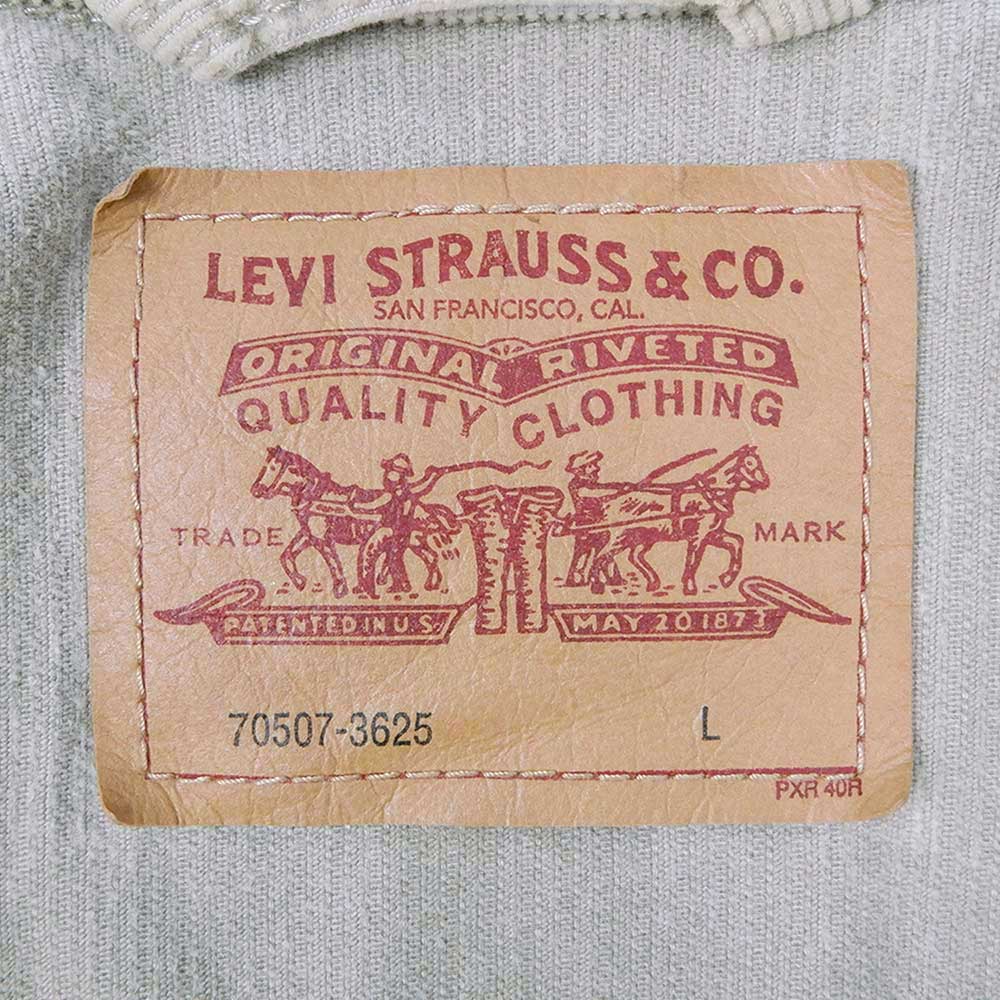 LEVI STRAUSS & CO.
SAN FRANCISCO, CAL.
ORIGINAL RIVETED
QUALITY CLOTHING
TRADE MARK
PATENTED IN U.S. MAY 20 1873
70507-3625 L
PXR 40R